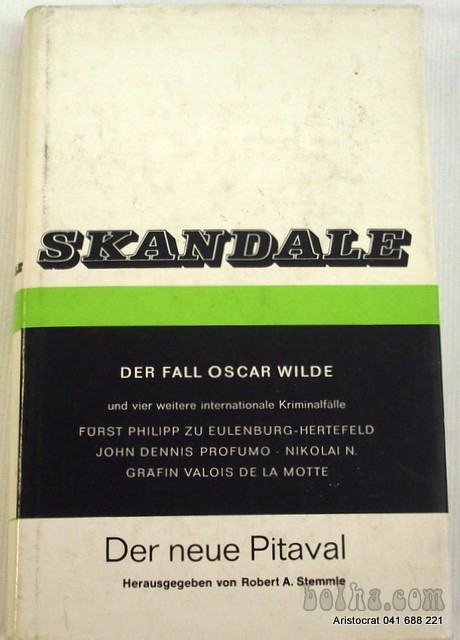 SKANDALE
DER FALL OSCAR WILDE
und vier weitere internationale Kriminalfälle
FÜRST PHILIPP ZU EULENBURG-HERTEFELD
JOHN DENNIS PROFUMO · NIKOLAI N.
GRÄFIN VALOIS DE LA MOTTE
Der neue Pitaval
Herausgegeben von Robert A. Stemmle
bolha.com
Aristocrat 041 688 221